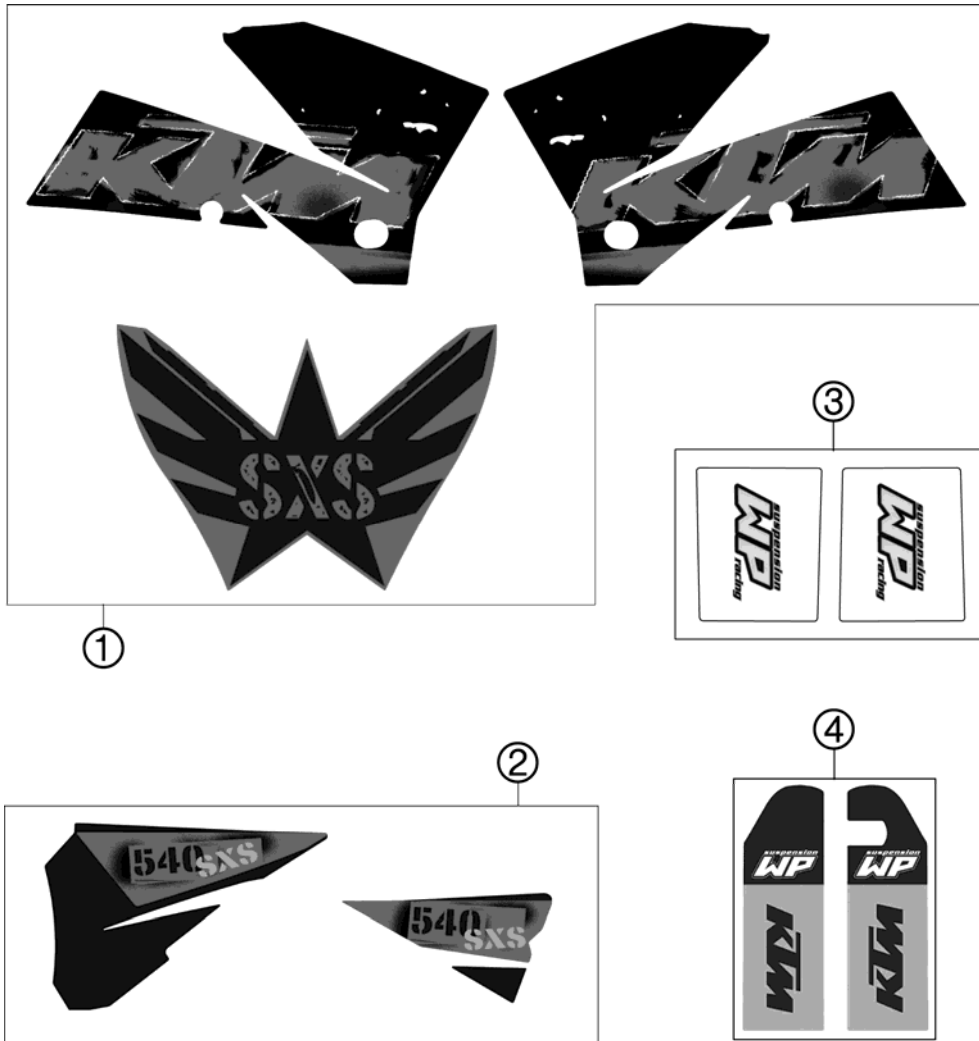 KTM
KTM
SXS
1
3
WP suspension racing
WP suspension racing
2
540 SXS
540 SXS
4
suspension WP
suspension WP
KTM
KTM